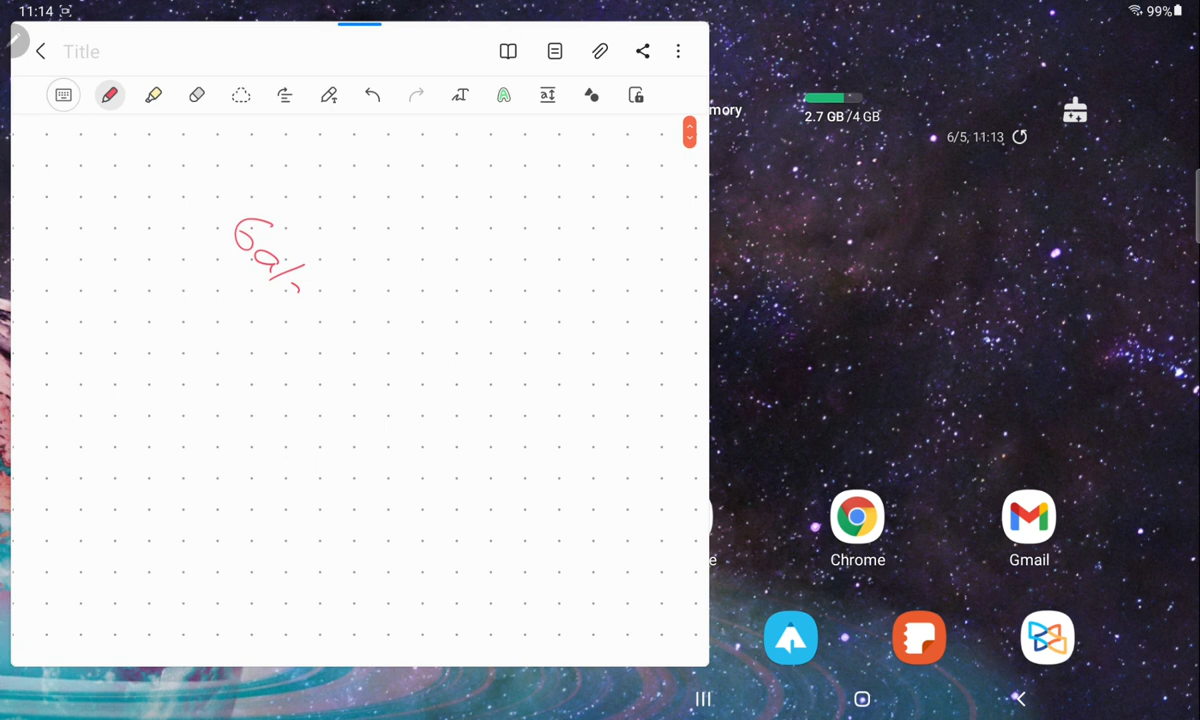 11:14
99%
Title
mory
2.7 GB/4 GB
6/5, 11:13
e
Chrome
Gmail